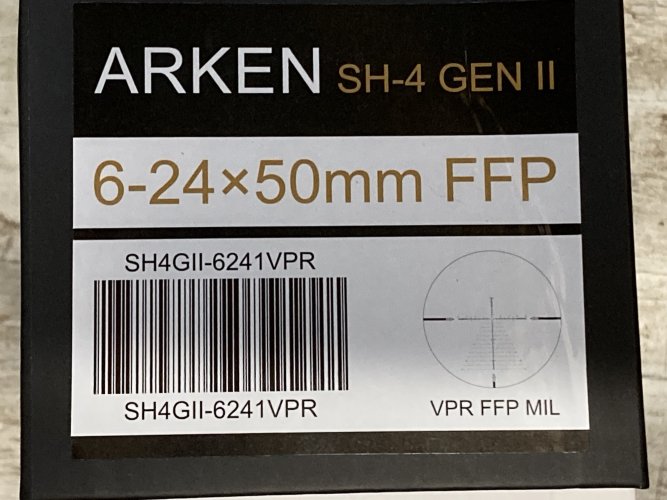 ARKEN SH-4 GEN II
6-24×50mm FFP
SH4GII-6241VPR
SH4GII-6241VPR
VPR FFP MIL